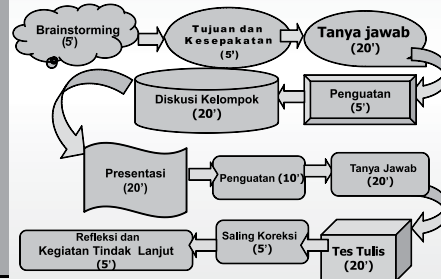 Brainstorming
(5')
Tujuan dan
Kesepakatan
(5')
Tanya jawab
(20')
Penguatan
(5')
Diskusi Kelompok
(20')
Presentasi
(20')
Penguatan (10')
Tanya Jawab
(20')
Tes Tulis
(20')
Saling Koreksi
(5')
Refleksi dan
Kegiatan Tindak Lanjut
(5')